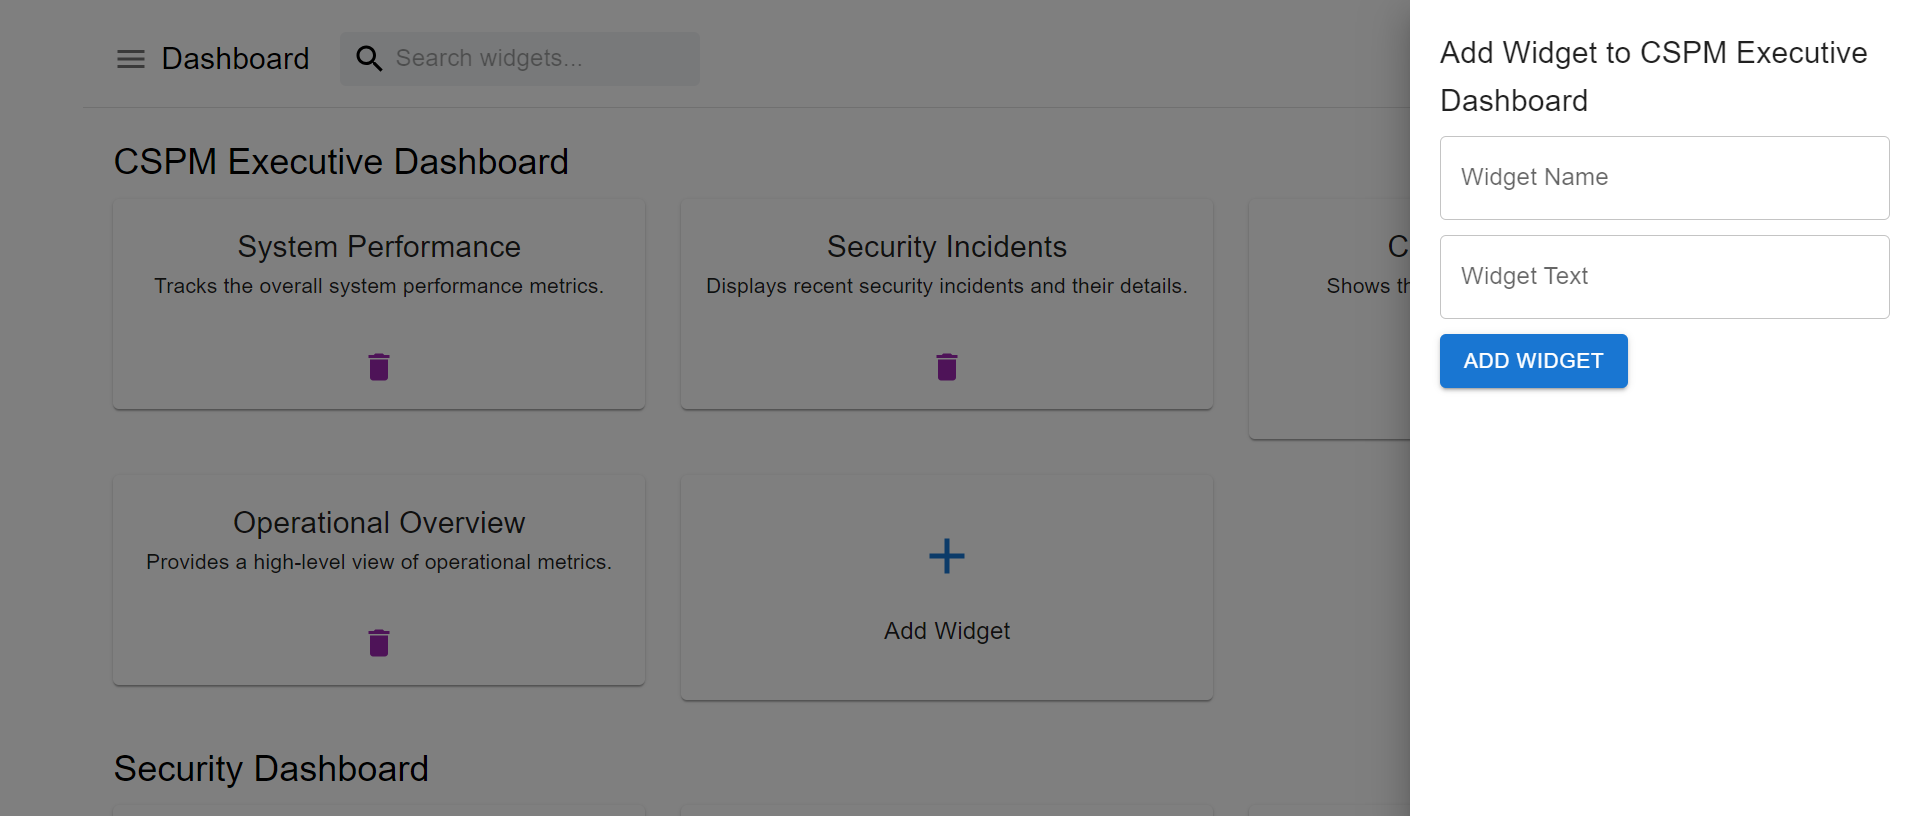 Dashboard
Search widgets...
CSPM Executive Dashboard
System Performance
Tracks the overall system performance metrics.
Security Incidents
Displays recent security incidents and their details.
Shows
Operational Overview
Provides a high-level view of operational metrics.
Add Widget
Security Dashboard
Add Widget to CSPM Executive
Dashboard
Widget Name
Widget Text
ADD WIDGET